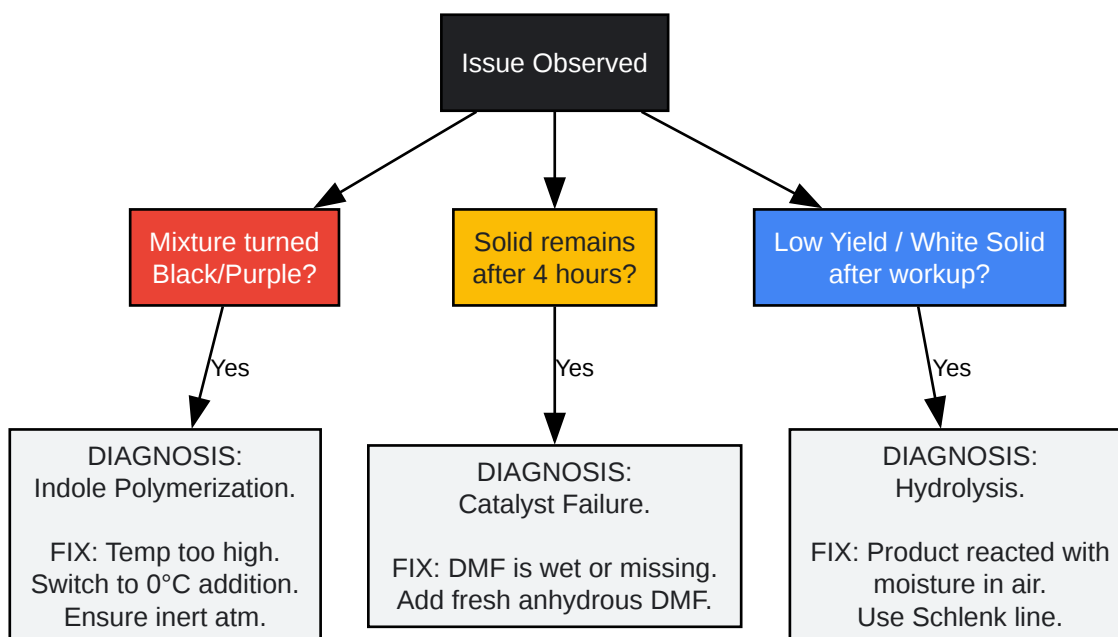 Issue Observed
Mixture turned
Black/Purple?
Solid remains
after 4 hours?
Low Yield / White Solid
after workup?
Yes
Yes
Yes
DIAGNOSIS:
Indole Polymerization.
FIX: Temp too high.
Switch to 0°C addition.
Ensure inert atm.
DIAGNOSIS:
Catalyst Failure.
FIX: DMF is wet or missing.
Add fresh anhydrous DMF.
DIAGNOSIS:
Hydrolysis.
FIX: Product reacted with
moisture in air.
Use Schlenk line.